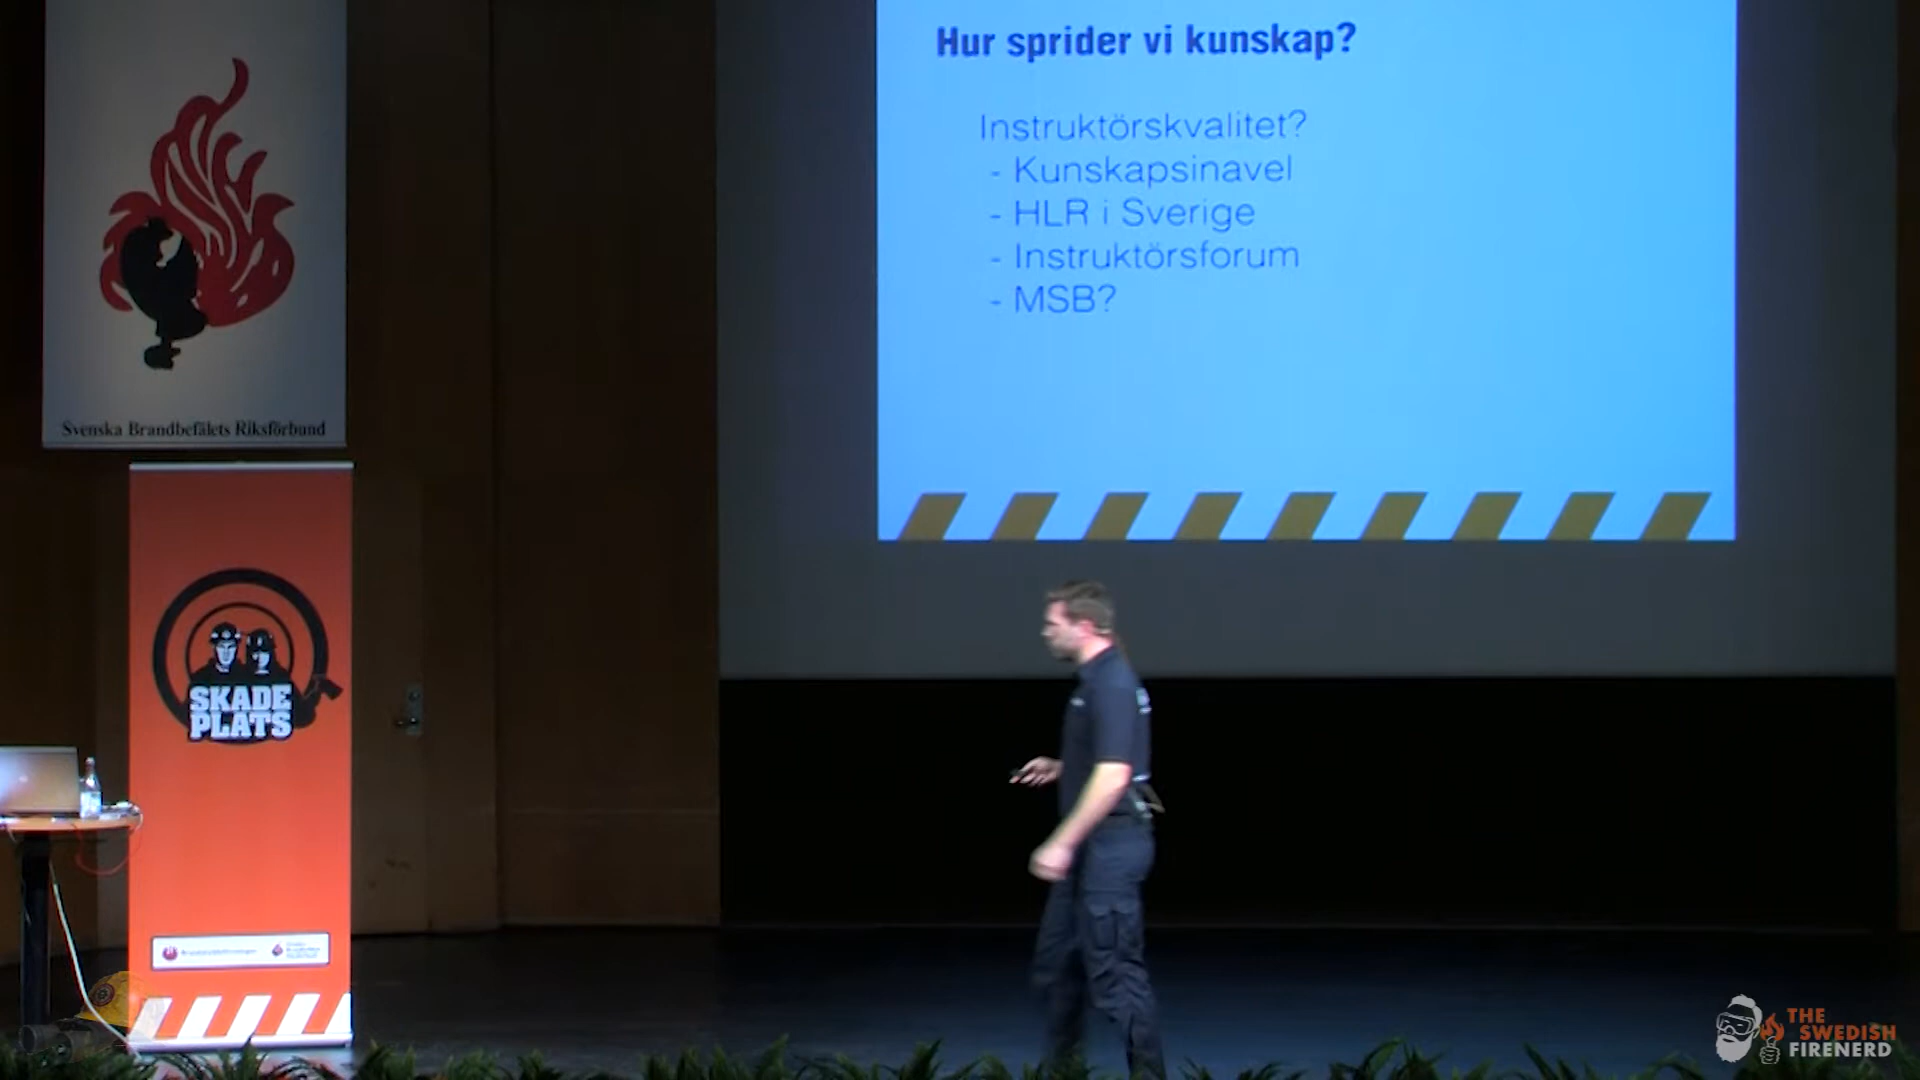 Hur sprider vi kunskap?
Instruktörskvalitet?
- Kunskapsinavel
- HLR i Sverige
- Instruktörsforum
- MSB?
Svenska Brandbefälets Riksförbund
SKADE
PLATS
THE
SWEDISH
FIRENERD